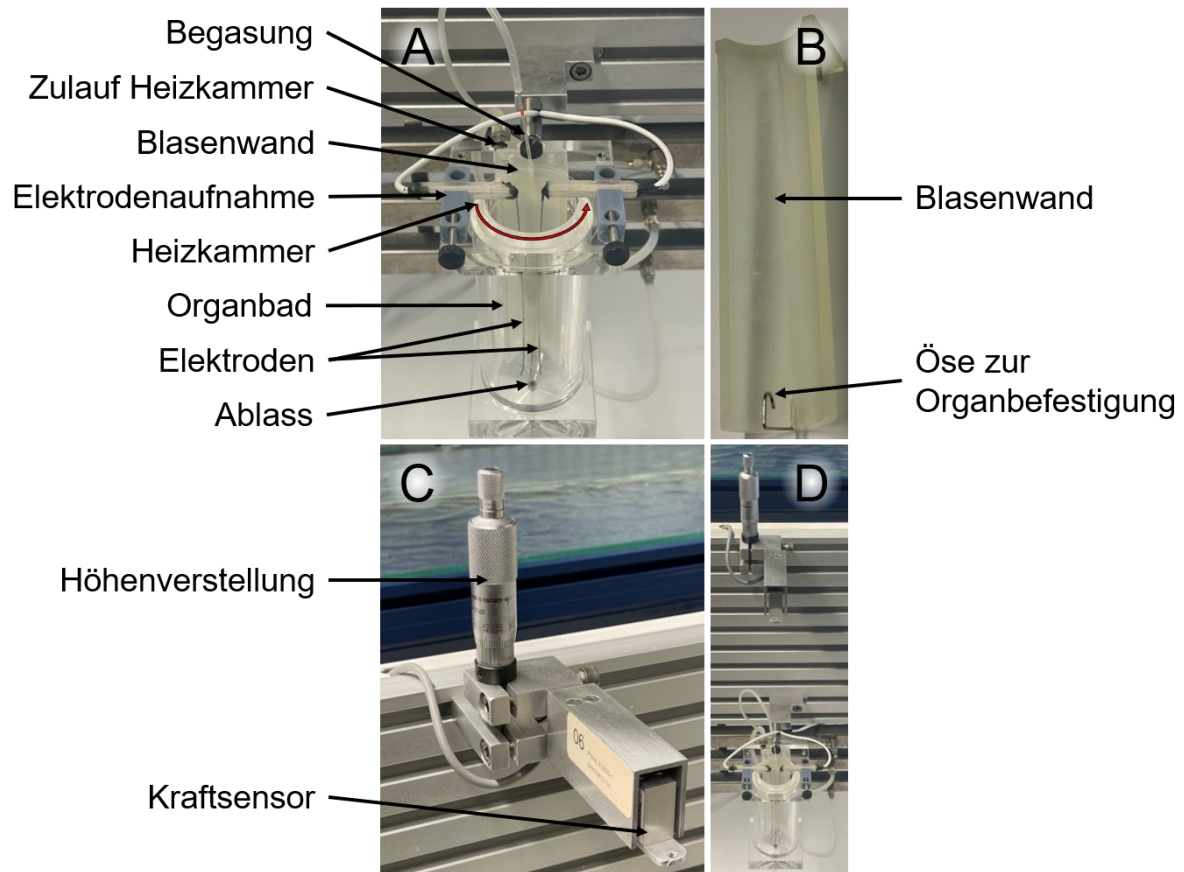 A
B
Begasung
Zulauf Heizkammer
Blasenwand
Elektrodenaufnahme
Heizkammer
Organbad
Elektroden
Ablass
Blasenwand
Öse zur
Organbefestigung
C
D
Höhenverstellung
06
Kraftsensor